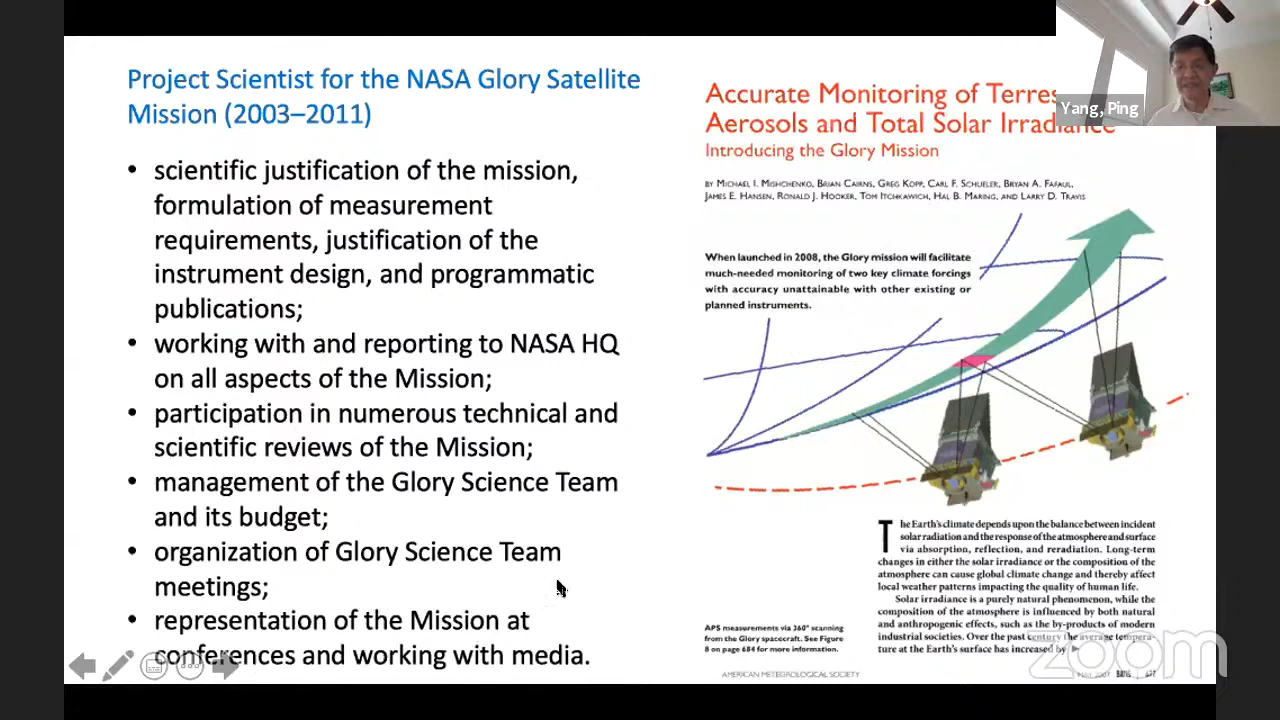 Project Scientist for the NASA Glory Satellite
Mission (2003–2011)
• scientific justification of the mission,
formulation of measurement
requirements, justification of the
instrument design, and programmatic
publications;
• working with and reporting to NASA HQ
on all aspects of the Mission;
• participation in numerous technical and
scientific reviews of the Mission;
• management of the Glory Science Team
and its budget;
• organization of Glory Science Team
meetings;
• representation of the Mission at
conferences and working with media.
Yang, Ping
Accurate Monitoring of Terres
Aerosols and Total Solar Irradiance
Introducing the Glory Mission
BY MICHAEL I. MISHCHENKO, BRIAN CAIRNS, GREG KOPP, CARL F. SCHUELER, BRYAN A. FAFAUL,
JAMES E. HANSEN, RONALD J. HOOKER, TOM ITCHKAWICH, HAL B. MARING, AND LARRY D. TRAVIS
When launched in 2008, the Glory mission will facilitate
much-needed monitoring of two key climate forcings
with accuracy unattainable with other existing or
planned instruments.
The Earth's climate depends upon the balance between incident
solar radiation and the response of the atmosphere and surface
via absorption, reflection, and reradiation. Long-term
changes in either the solar irradiance or the composition of the
atmosphere can cause global climate change and thereby affect
local weather patterns impacting the quality of human life.
Solar irradiance is a purely natural phenomenon, while the
composition of the atmosphere is influenced by both natural
and anthropogenic effects, such as the by-products of modern
industrial societies. Over the past century the average tempera-
ture at the Earth's surface has increased by
APS measurements via 360° scanning
from the Glory spacecraft. See Figure
8 on page 684 for more information.
AMERICAN METEOROLOGICAL SOCIETY
2007 BAMS 677
zoom